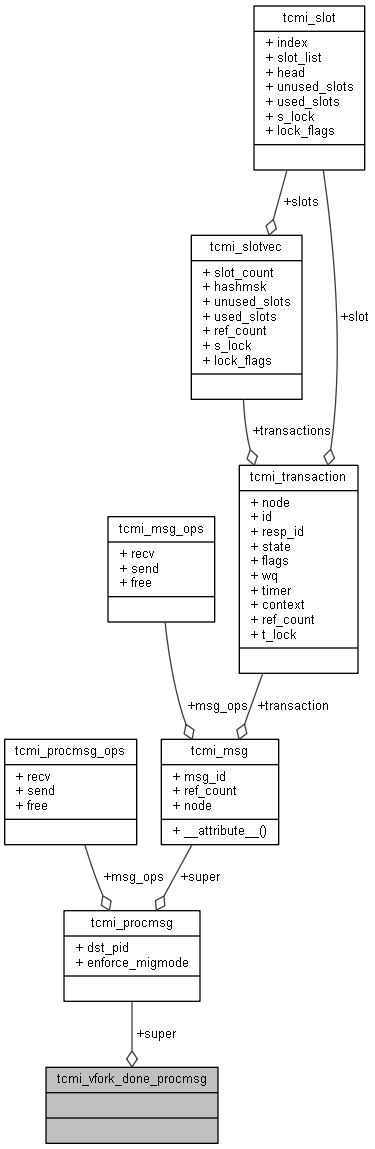 tcmi_slot
+ index
+ slot_list
+ head
+ unused_slots
+ used_slots
+ s_lock
+ lock_flags
+slots
tcmi_slotvec
+ slot_count
+ hashmsk
+ unused_slots
+ used_slots
+ ref_count
+ s_lock
+ lock_flags
+slot
+transactions
tcmi_transaction
+ node
+ id
+ resp_id
+ state
+ flags
+ wq
+ timer
+ context
+ ref_count
+ t_lock
tcmi_msg_ops
+ recv
+ send
+ free
+msg_ops
+transaction
tcmi_procmsg_ops
+ recv
+ send
+ free
tcmi_msg
+ msg_id
+ ref_count
+ node
+ __attribute__()
+msg_ops
+super
tcmi_procmsg
+ dst_pid
+ enforce_migmode
+super
tcmi_vfork_done_procmsg